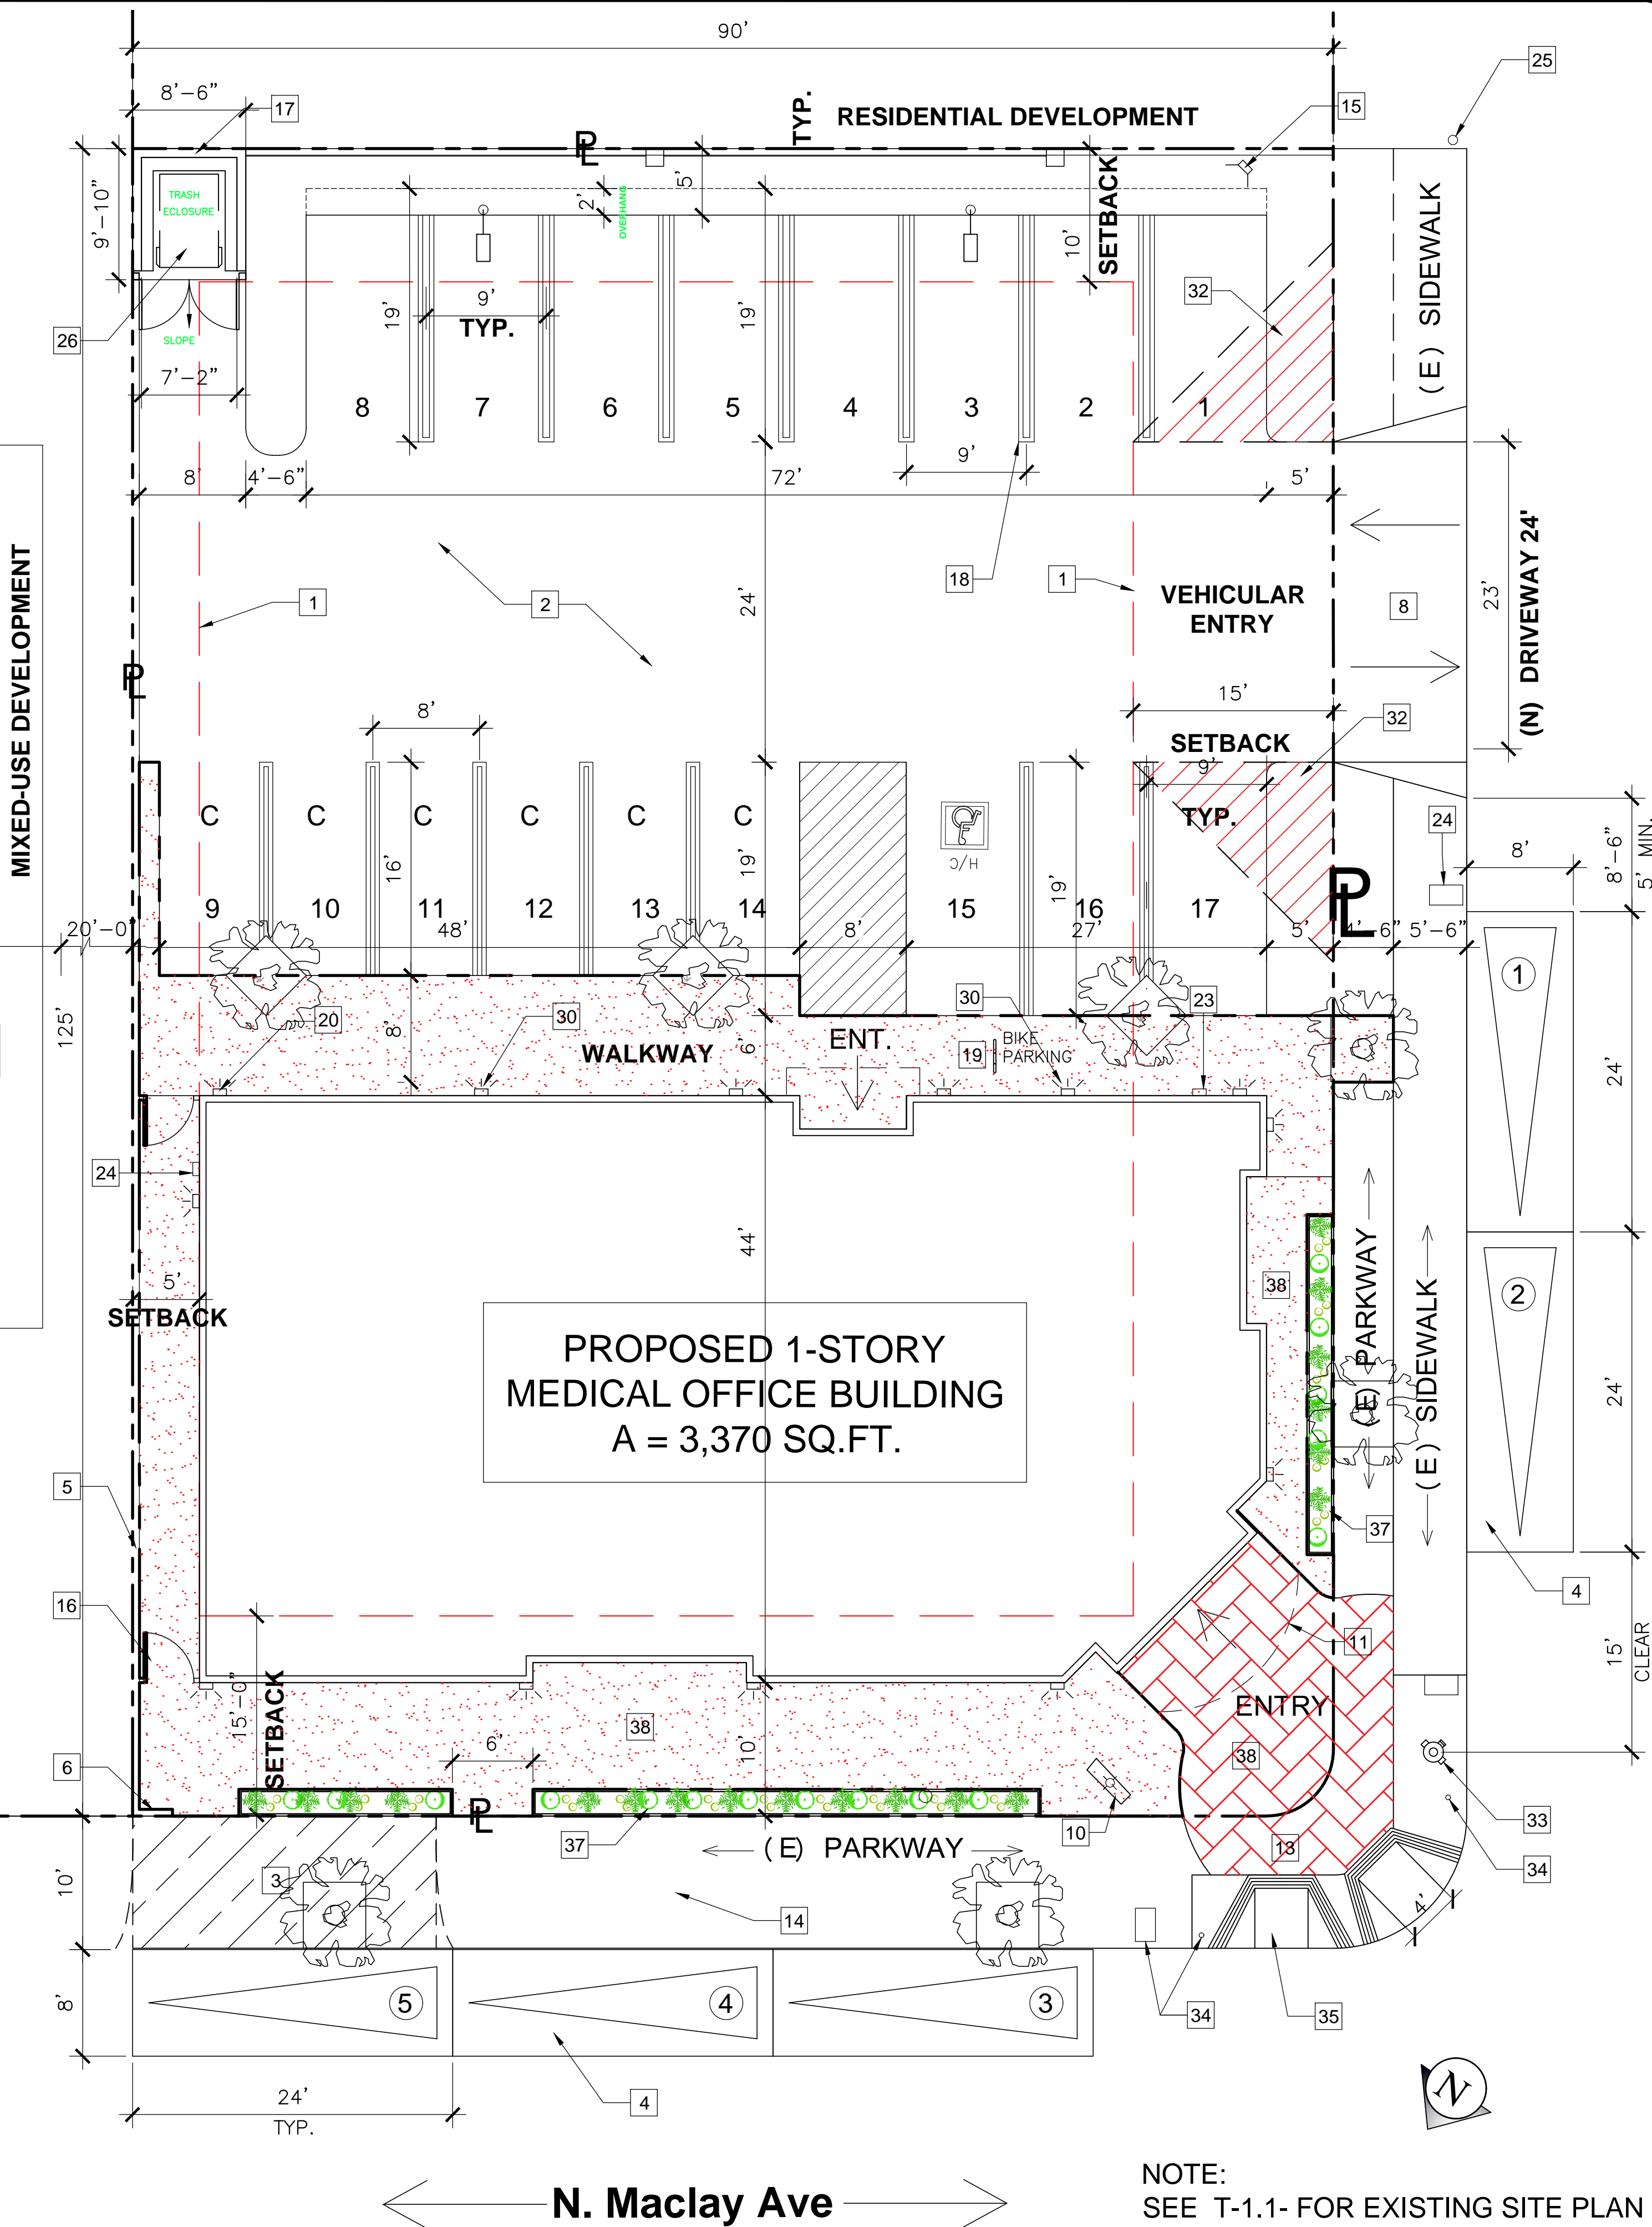 90'
8'-6"
17
25
15
TYP.
RESIDENTIAL DEVELOPMENT
PL
9'-10"
TRASH
ECLOSURE
2'
OVERHANG
5'
10'
SETBACK
(E) SIDEWALK
26
SLOPE
7'-2"
19'
9'
TYP.
19'
32
8
7
6
5
4
3
2
1
8'
4'-6"
72'
9'
5'
MIXED-USE DEVELOPMENT
1
2
24'
18
1
VEHICULAR
ENTRY
8
23'
(N) DRIVEWAY 24'
PL
8'
15'
SETBACK
32
9'
TYP.
C
C
C
C
C
C
16'
19'
H/C
19'
24
8'
8'-6"
5' MIN.
9
10
11
12
13
14
15
16
17
PL
20'-0"
48'
8'
27'
5'
4'-6"
5'-6"
1
125'
20
8'
30
WALKWAY
6'
ENT.
30
19
BIKE
PARKING
23
24'
24
44'
5'
SETBACK
38
(E) PARKWAY
(E) SIDEWALK
2
24'
PROPOSED 1-STORY
MEDICAL OFFICE BUILDING
A = 3,370 SQ.FT.
5
37
4
16
11
15'
CLEAR
15'-0"
SETBACK
38
6'
10'
ENTRY
38
6
PL
37
(E) PARKWAY
10
13
33
34
10'
3
14
4'
8'
5
4
3
34
35
24'
TYP.
4
N
N. Maclay Ave
NOTE:
SEE T-1.1- FOR EXISTING SITE PLAN